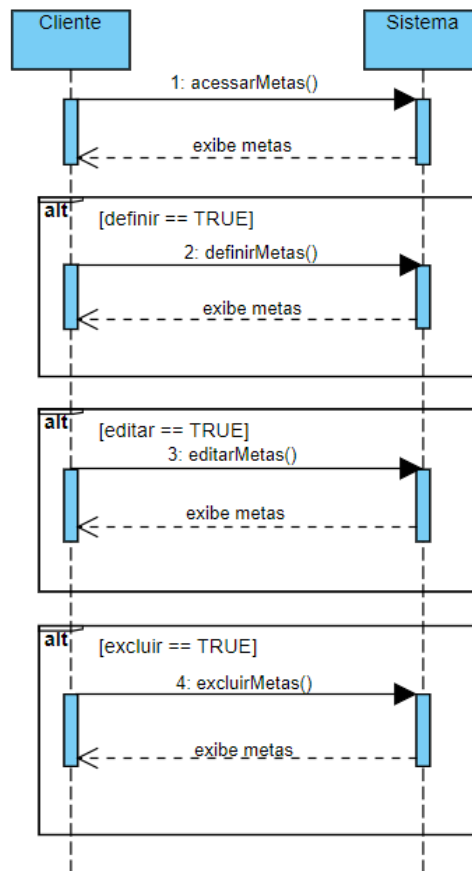 Cliente
Sistema
1: acessarMetas()
exibe metas
alt
[definir == TRUE]
2: definirMetas()
exibe metas
alt
[editar == TRUE]
3: editarMetas()
exibe metas
alt
[excluir == TRUE]
4: excluirMetas()
exibe metas